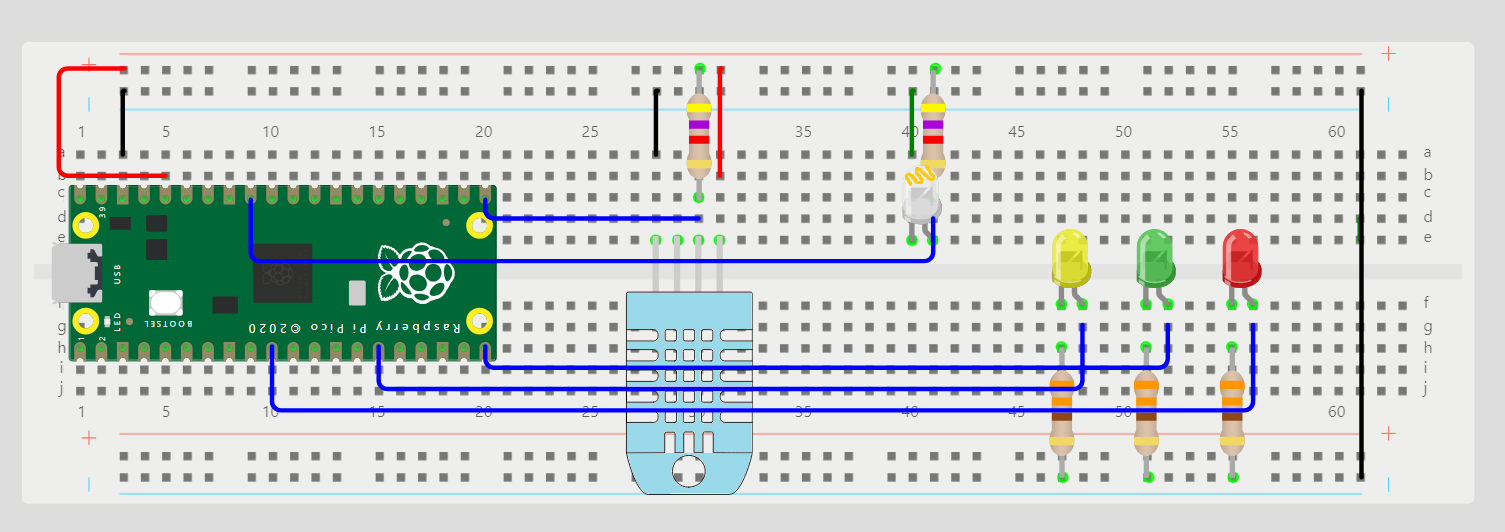 + +
1 5 10 15 20 25 35 40 45 50 55 60
a a
b
c c
39
d d
e e
USB
f
LED
BOOTSEL
1
2
Raspberry Pi Pico ©2020
g g
h h
i i
j j
1 5 10 15 20 25 35 40 45 50 55 60
+ +